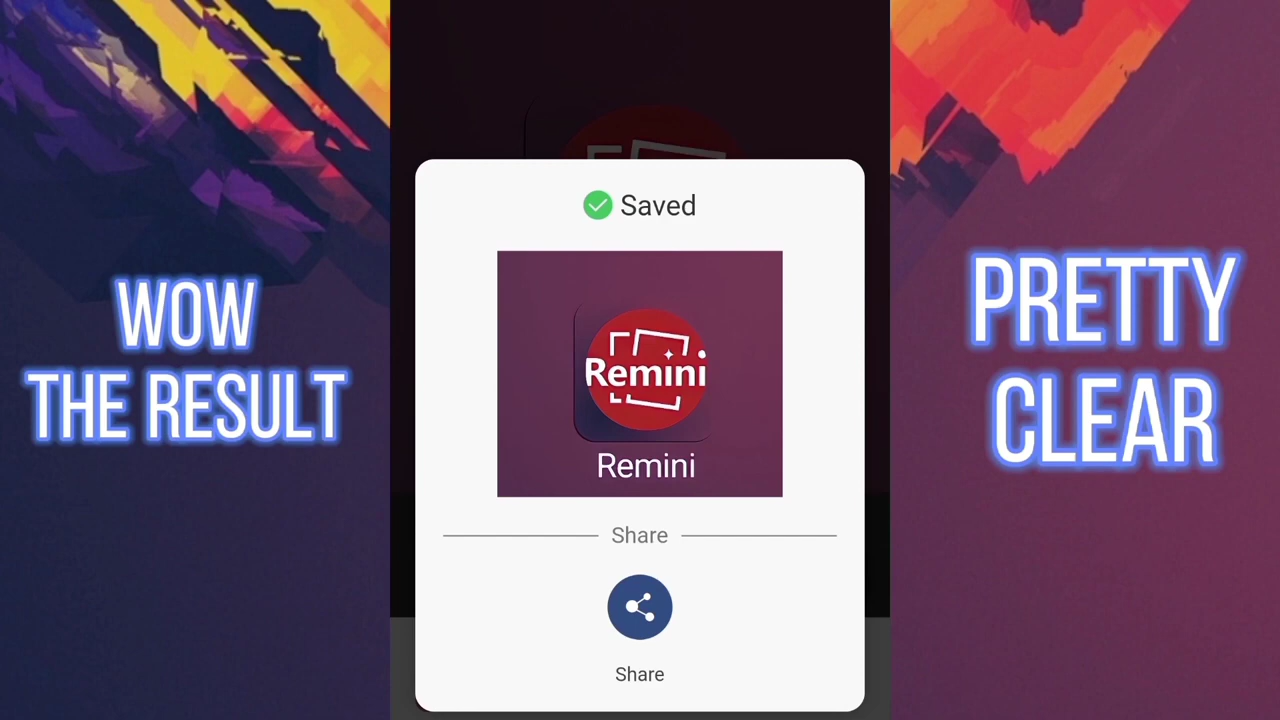 WOW
THE RESULT
Saved
Remini
Remini
Share
Share
PRETTY
CLEAR